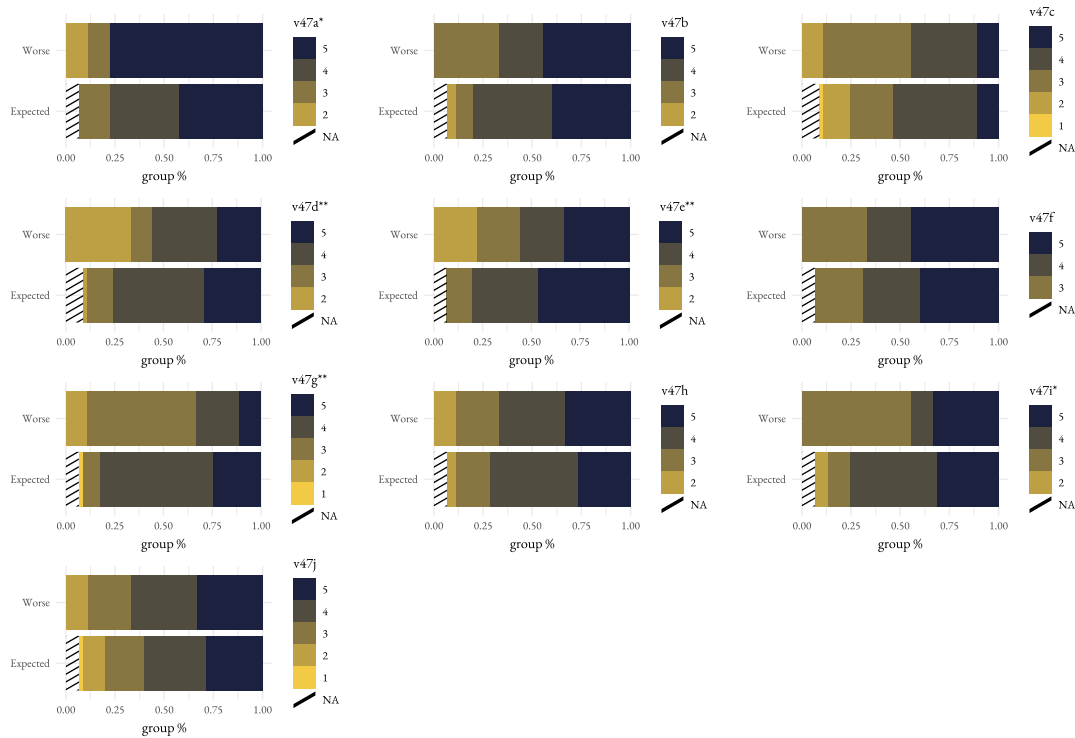 v47a*
Worse
Expected
5
4
3
2
NA
0.00 0.25 0.50 0.75 1.00
group %
v47b
Worse
Expected
5
4
3
2
NA
0.00 0.25 0.50 0.75 1.00
group %
v47c
Worse
Expected
5
4
3
2
1
NA
0.00 0.25 0.50 0.75 1.00
group %
v47d**
Worse
Expected
5
4
3
2
NA
0.00 0.25 0.50 0.75 1.00
group %
v47e**
Worse
Expected
5
4
3
2
NA
0.00 0.25 0.50 0.75 1.00
group %
v47f
Worse
Expected
5
4
3
NA
0.00 0.25 0.50 0.75 1.00
group %
v47g**
Worse
Expected
5
4
3
2
1
NA
0.00 0.25 0.50 0.75 1.00
group %
v47h
Worse
Expected
5
4
3
2
NA
0.00 0.25 0.50 0.75 1.00
group %
v47i*
Worse
Expected
5
4
3
2
NA
0.00 0.25 0.50 0.75 1.00
group %
v47j
Worse
Expected
5
4
3
2
1
NA
0.00 0.25 0.50 0.75 1.00
group %